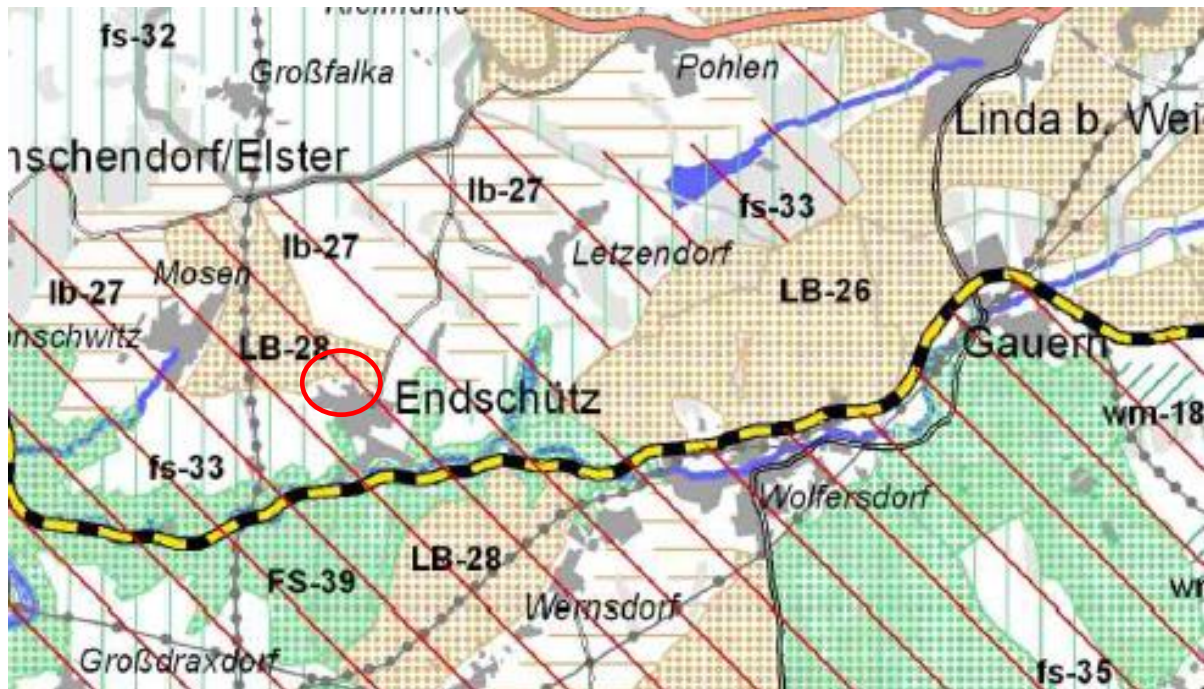 fs-32
Großfalka
Pohlen
Linda b. Wei
nschendorf/Elster
lb-27
fs-33
lb-27
Letzendorf
Mosen
lb-27
LB-26
onschwitz
LB-28
Gauern
Endschütz
wm-18
fs-33
Wolfersdorf
LB-28
FS-39
Wernsdorf
Großdraxdorf
fs-35